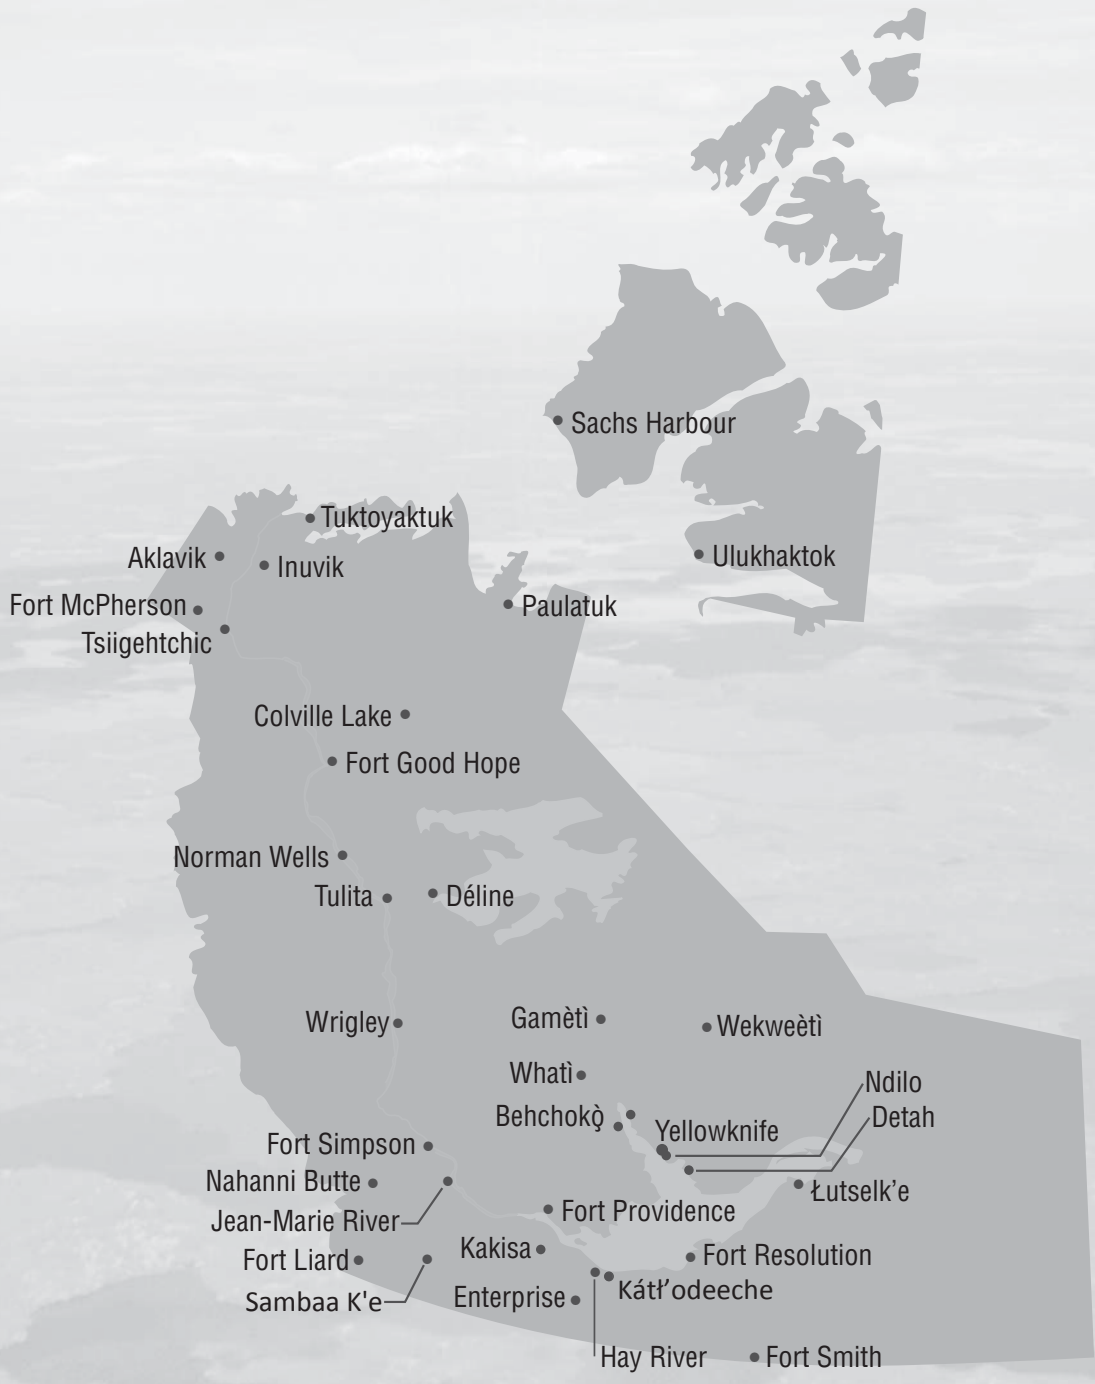 Sachs Harbour
Tuktoyaktuk
Aklavik
Inuvik
Ulukhaktok
Fort McPherson
Paulatuk
Tsiigehtchic
Colville Lake
Fort Good Hope
Norman Wells
Tulita
Déline
Wrigley
Gamètì
Wekweètì
Whatì
Ndilo
Behchokǫ̀
Detah
Yellowknife
Fort Simpson
Nahanni Butte
Łutselk’e
Jean-Marie River
Fort Providence
Kakisa
Fort Resolution
Fort Liard
Kátł’odeeche
Sambaa K'e
Enterprise
Hay River
Fort Smith